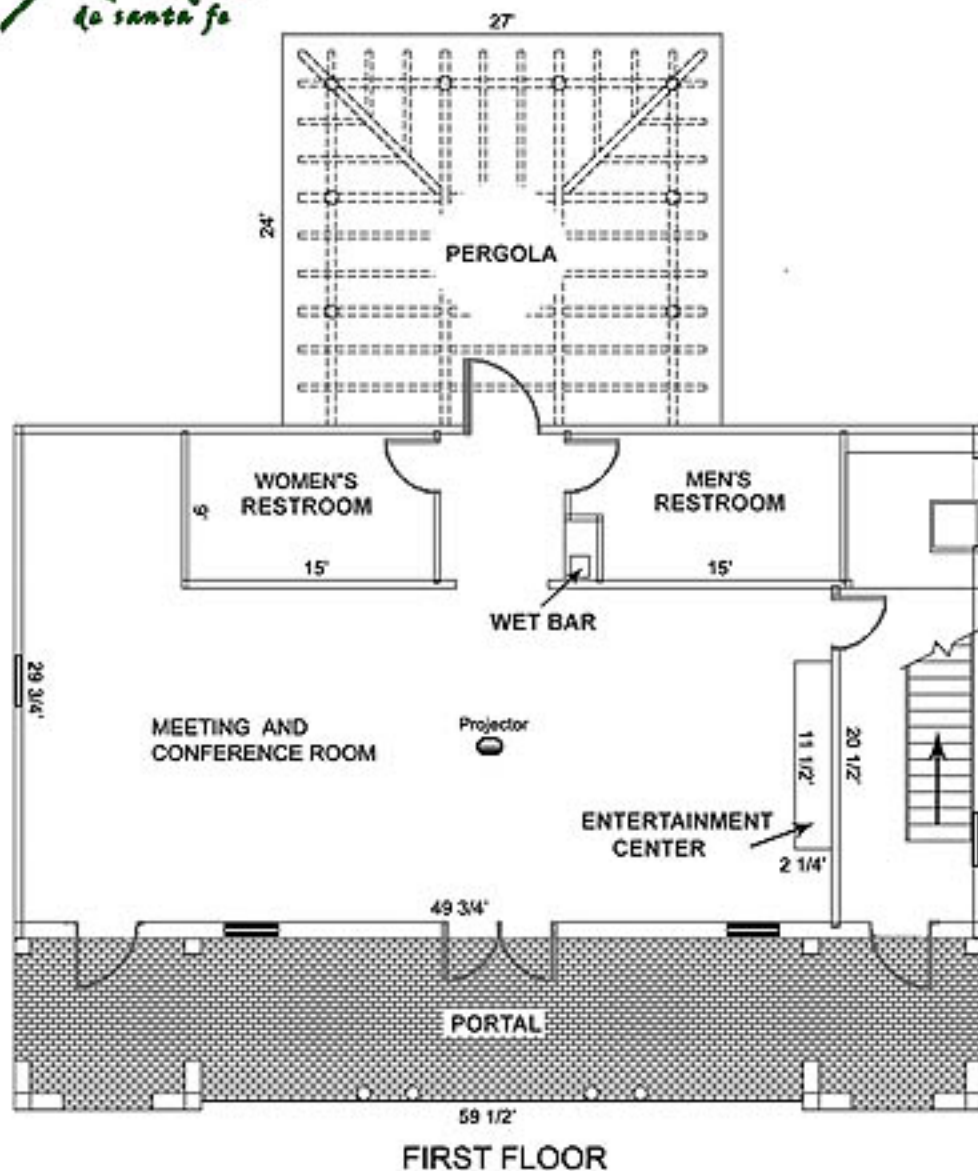 de santa fe
27'
24'
PERGOLA
WOMEN"S
RESTROOM
9'
15'
MEN'S
RESTROOM
15'
WET BAR
29 3/4'
MEETING AND
CONFERENCE ROOM
Projector
11 1/2'
20 1/2'
ENTERTAINMENT
CENTER
2 1/4'
49 3/4'
PORTAL
59 1/2'
FIRST FLOOR